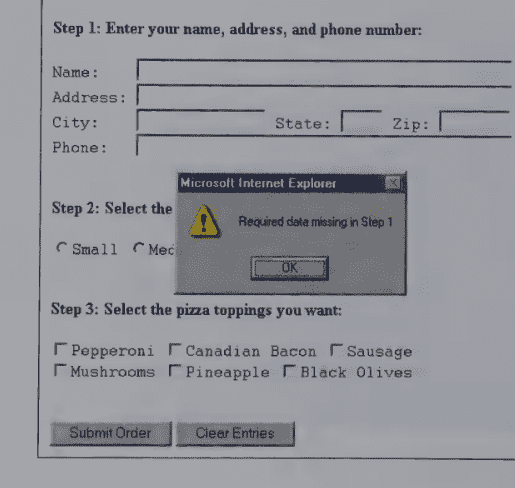 Step 1: Enter your name, address, and phone number:
Name:
Address:
City: State: Zip:
Phone:
Microsoft Internet Explorer
Required data missing in Step 1
OK
Step 2: Select the
Small Med
Step 3: Select the pizza toppings you want:
Pepperoni Canadian Bacon Sausage
Mushrooms Pineapple Black Olives
Submit Order Clear Entries